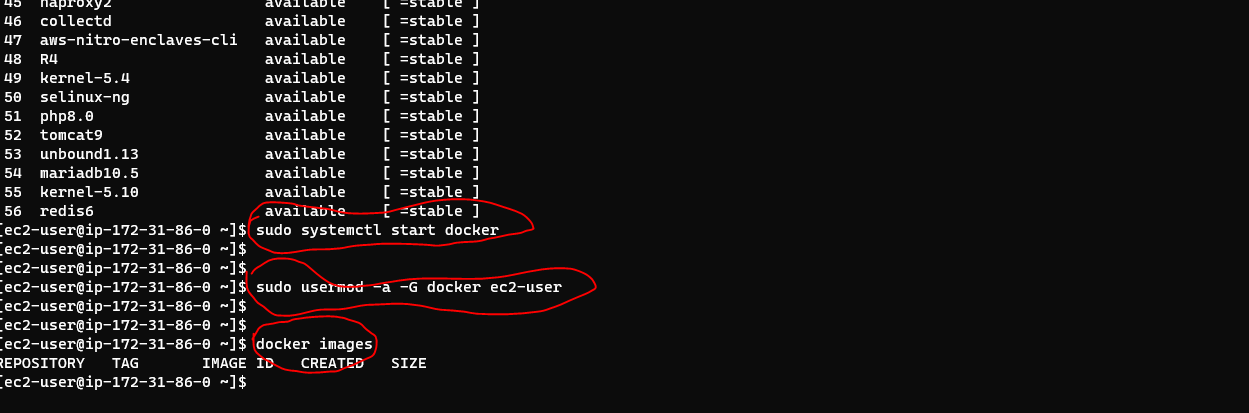 45 haproxy2 available [ =stable ]
46 collectd available [ =stable ]
47 aws-nitro-enclaves-cli available [ =stable ]
48 R4 available [ =stable ]
49 kernel-5.4 available [ =stable ]
50 selinux-ng available [ =stable ]
51 php8.0 available [ =stable ]
52 tomcat9 available [ =stable ]
53 unbound1.13 available [ =stable ]
54 mariadb10.5 available [ =stable ]
55 kernel-5.10 available [ =stable ]
56 redis6 available [ =stable ]
[ec2-user@ip-172-31-86-0 ~]$ sudo systemctl start docker
[ec2-user@ip-172-31-86-0 ~]$
[ec2-user@ip-172-31-86-0 ~]$
[ec2-user@ip-172-31-86-0 ~]$ sudo usermod -a -G docker ec2-user
[ec2-user@ip-172-31-86-0 ~]$
[ec2-user@ip-172-31-86-0 ~]$
[ec2-user@ip-172-31-86-0 ~]$ docker images
REPOSITORY TAG IMAGE ID CREATED SIZE
[ec2-user@ip-172-31-86-0 ~]$